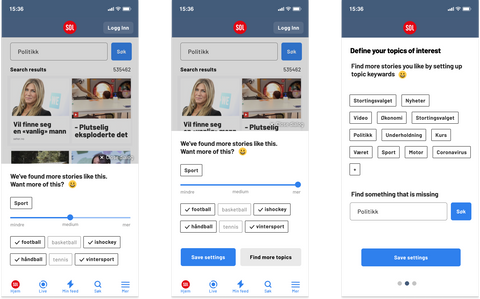 15:36
SOL
Logg Inn
Politikk
Søk
Search results
535462
Vil finne seg
en «vanlig» mann
- Plutselig
eksploderte det
We've found more stories like this.
Want more of this? 😃
Sport
mindre
medium
mer
✓ football
basketball
✓ ishockey
✓ håndball
tennis
✓ vintersport
Hjem
Live
Min feed
Søk
Mer
15:36
SOL
Logg Inn
Politikk
Søk
Search results
535462
Vil finne seg
- Plutselig
We've found more stories like this.
Want more of this? 😃
Sport
mindre
medium
mer
✓ football
basketball
✓ ishockey
✓ håndball
tennis
✓ vintersport
Save settings
Find more topics
Hjem
Live
Min feed
Søk
Mer
15:36
SOL
Define your topics of interest
Find more stories you like by setting up
topic keywards 😃
Stortingsvalget
Nyheter
Video
Økonomi
Stortingsvalget
Politikk
Underholdning
Kurs
Været
Sport
Motor
Coronavirus
+
Find something that is missing
Politikk
Søk
Save settings